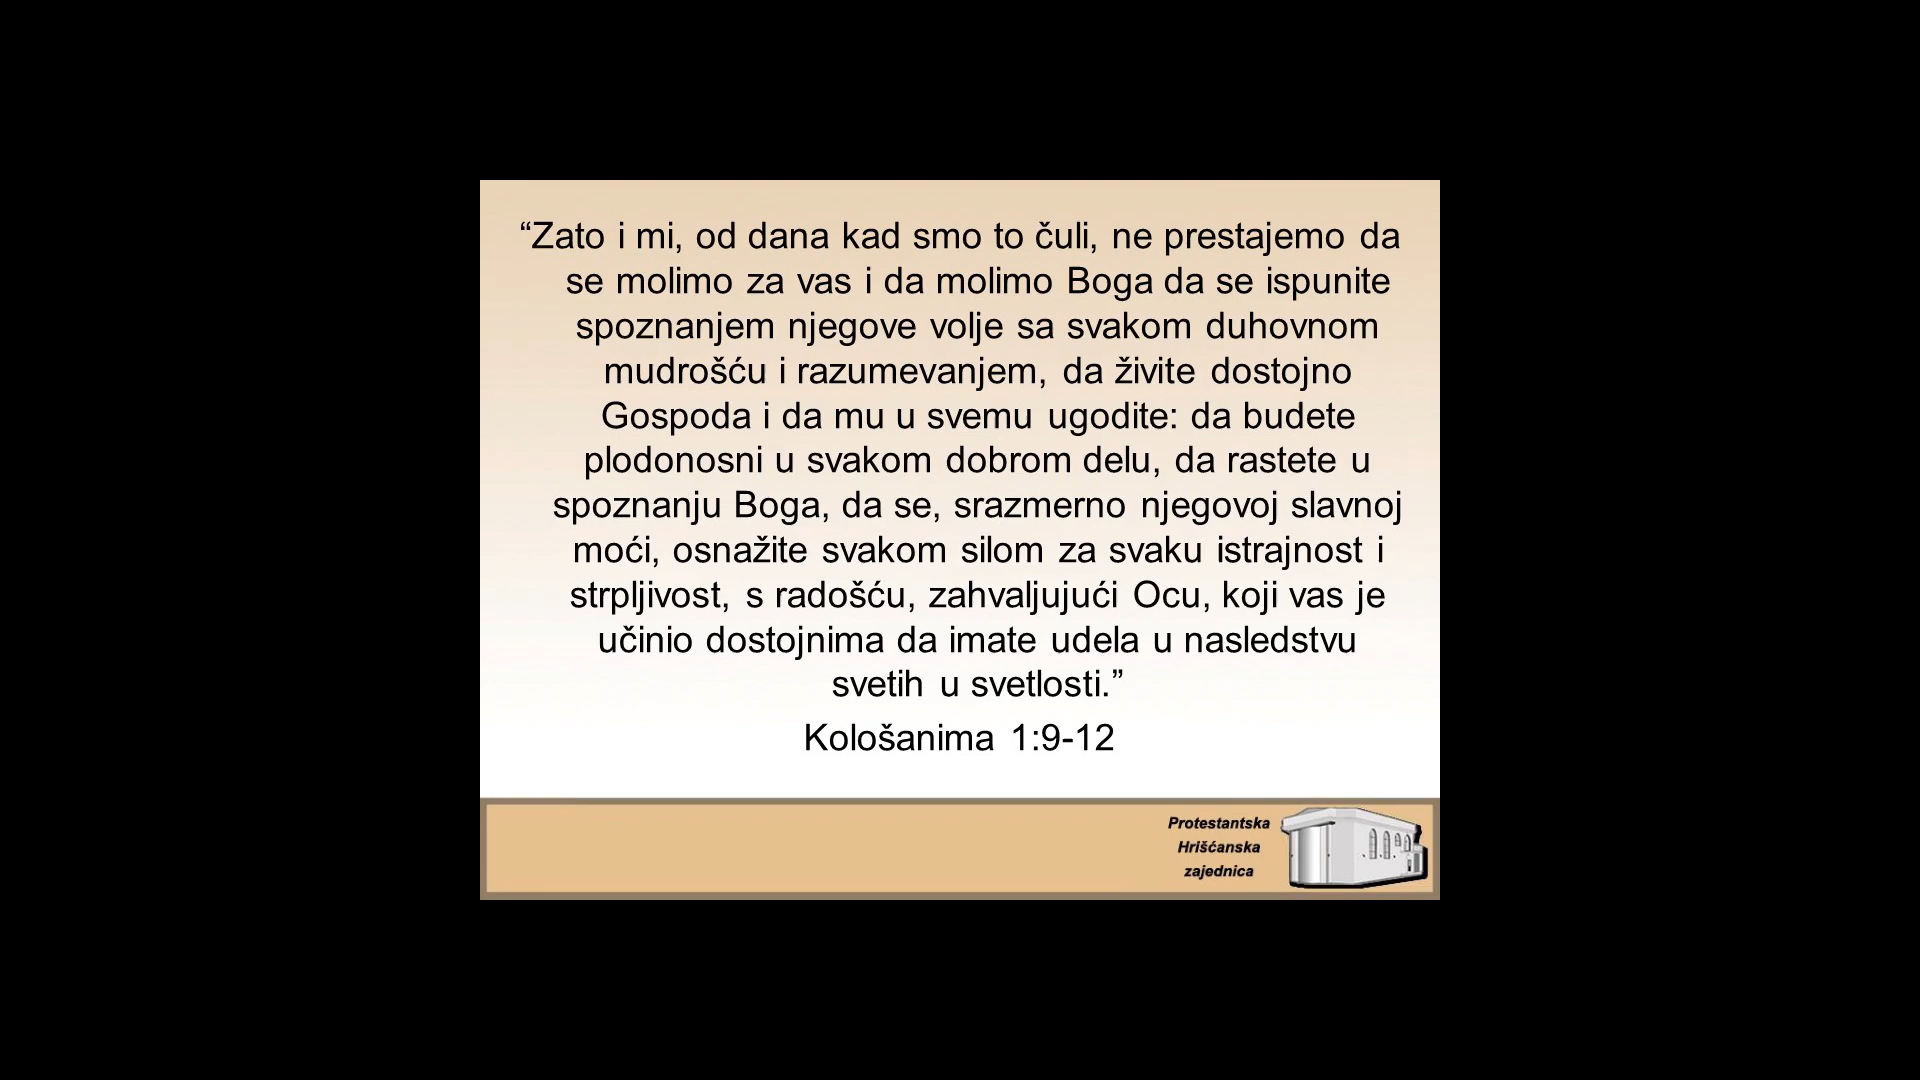 “Zato i mi, od dana kad smo to čuli, ne prestajemo da
se molimo za vas i da molimo Boga da se ispunite
spoznanjem njegove volje sa svakom duhovnom
mudrošću i razumevanjem, da živite dostojno
Gospoda i da mu u svemu ugodite: da budete
plodonosni u svakom dobrom delu, da rastete u
spoznanju Boga, da se, srazmerno njegovoj slavnoj
moći, osnažite svakom silom za svaku istrajnost i
strpljivost, s radošću, zahvaljujući Ocu, koji vas je
učinio dostojnima da imate udela u nasledstvu
svetih u svetlosti.”
Kološanima 1:9-12
Protestantska
Hrišćanska
zajednica